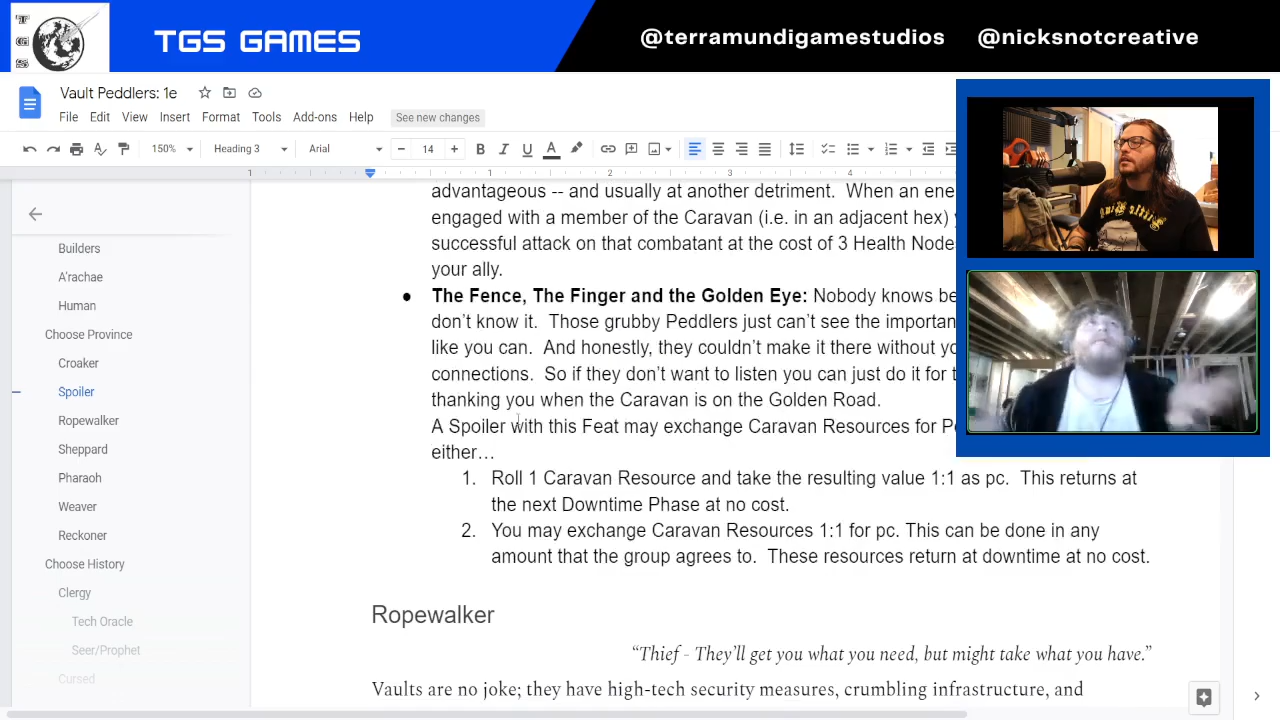 TGS
TGS GAMES
@terramundigamestudios @nicksnotcreative
Vault Peddlers: 1e
File Edit View Insert Format Tools Add-ons Help See new changes
150% Heading 3 Arial 14
1 1 2 3 4
Builders
A'rachae
Human
Choose Province
Croaker
Spoiler
Ropewalker
Sheppard
Pharaoh
Weaver
Reckoner
Choose History
Clergy
Tech Oracle
Seer/Prophet
Cursed
advantageous -- and usually at another detriment. When an ene
engaged with a member of the Caravan (i.e. in an adjacent hex)
successful attack on that combatant at the cost of 3 Health Node
your ally.
● The Fence, The Finger and the Golden Eye: Nobody knows be
don't know it. Those grubby Peddlers just can't see the importan
like you can. And honestly, they couldn't make it there without yo
connections. So if they don't want to listen you can just do it for t
thanking you when the Caravan is on the Golden Road.
A Spoiler with this Feat may exchange Caravan Resources for Pe
either…
1. Roll 1 Caravan Resource and take the resulting value 1:1 as pc. This returns at
the next Downtime Phase at no cost.
2. You may exchange Caravan Resources 1:1 for pc. This can be done in any
amount that the group agrees to. These resources return at downtime at no cost.
Ropewalker
“Thief - They'll get you what you need, but might take what you have.”
Vaults are no joke; they have high-tech security measures, crumbling infrastructure, and